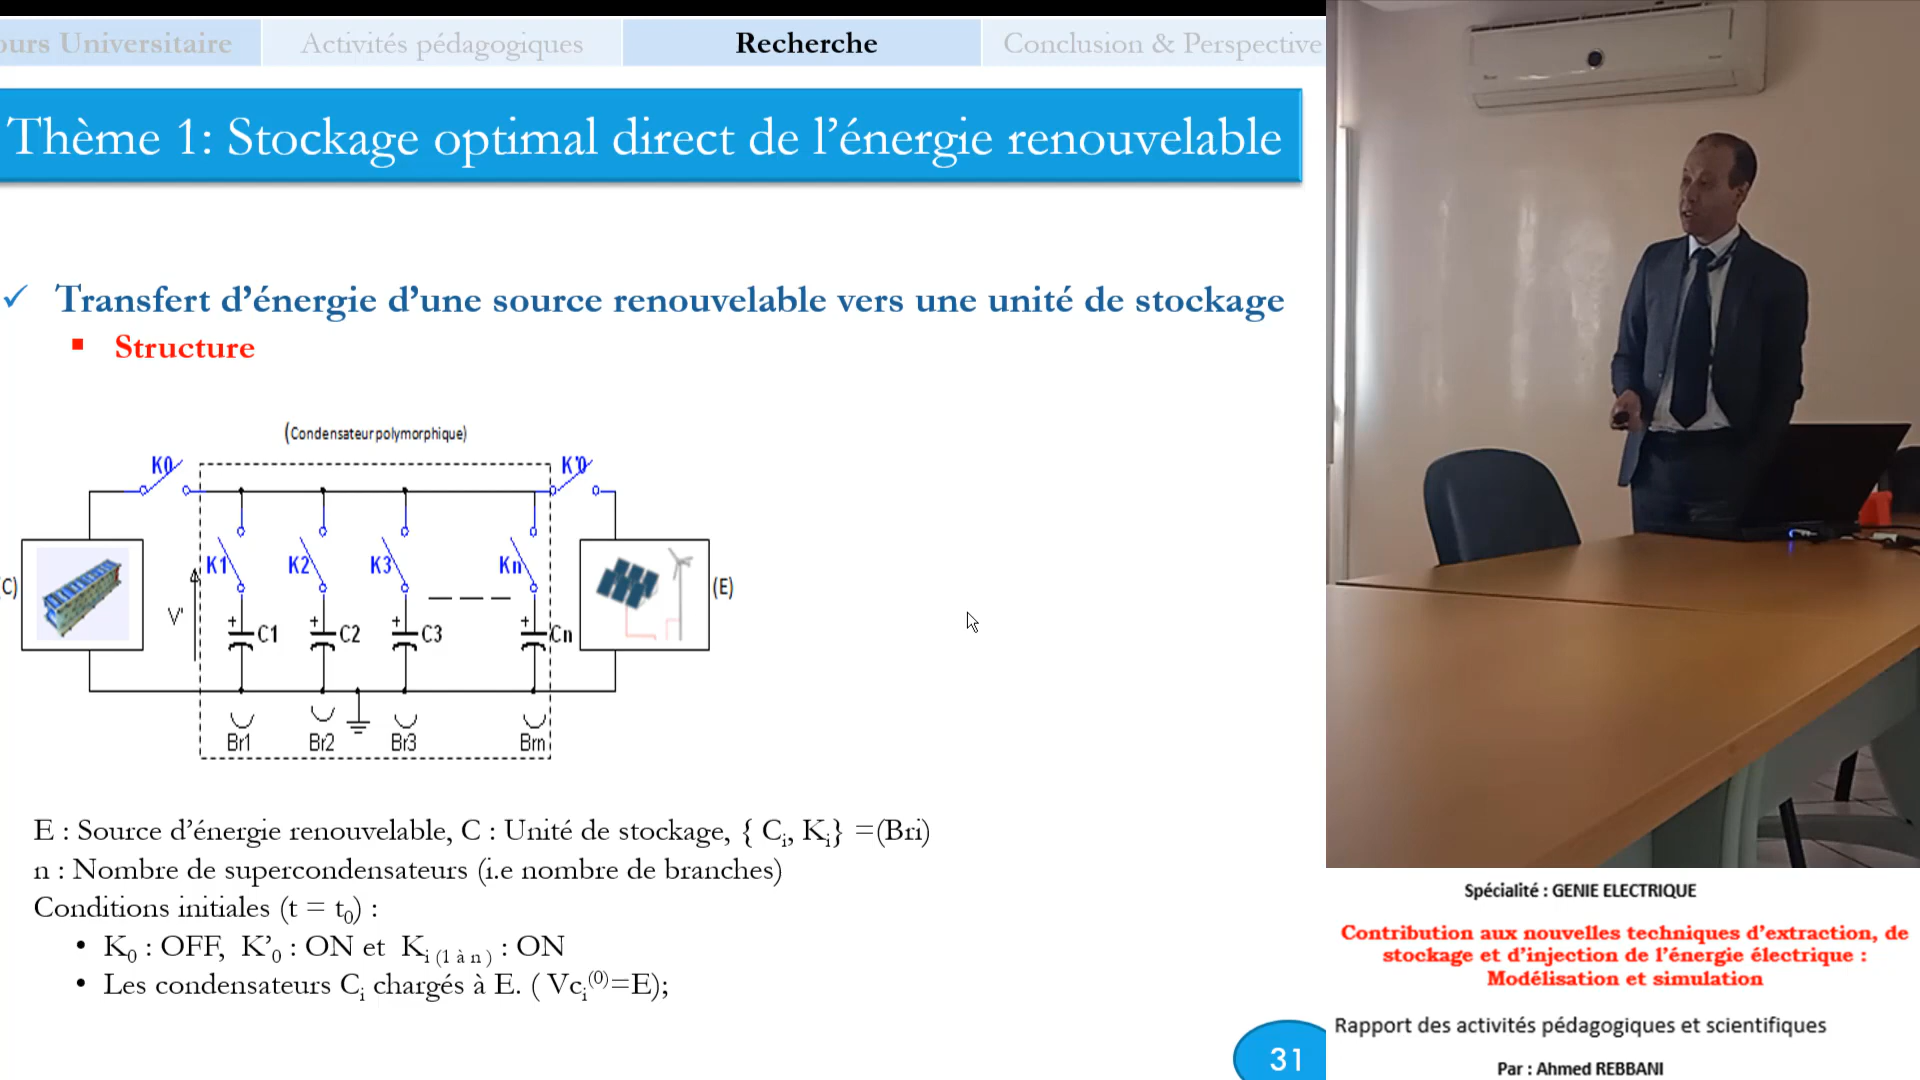 ours Universitaire
Activités pédagogiques
Recherche
Conclusion & Perspective
Thème 1: Stockage optimal direct de l’énergie renouvelable
✓ Transfert d’énergie d’une source renouvelable vers une unité de stockage
▪ Structure
(Condensateur polymorphique)
K0
K'0
K1
K2
K3
Kn
C)
(E)
V'
+ C1
+ C2
+ C3
+ Cn
Br1
Br2
Br3
Brn
E : Source d’énergie renouvelable, C : Unité de stockage, { Ci, Ki} =(Bri)
n : Nombre de supercondensateurs (i.e nombre de branches)
Conditions initiales (t = t0) :
• K0 : OFF, K’0 : ON et Ki (1 à n) : ON
• Les condensateurs Ci chargés à E. ( Vci(0)=E);
31
Spécialité : GENIE ELECTRIQUE
Contribution aux nouvelles techniques d’extraction, de
stockage et d’injection de l’énergie électrique :
Modélisation et simulation
Rapport des activités pédagogiques et scientifiques
Par : Ahmed REBBANI